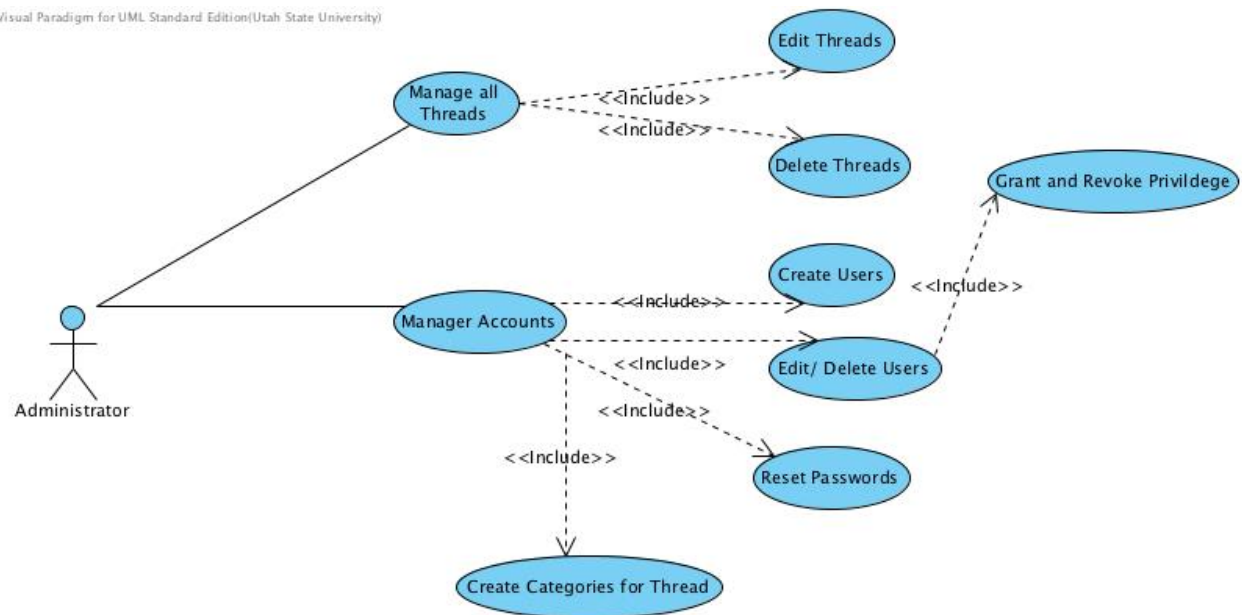 Visual Paradigm for UML Standard Edition(Utah State University)
Edit Threads
Manage all
Threads
<<Include>>
<<Include>>
Delete Threads
Grant and Revoke Privildege
Create Users
<<Include>>
<<Include>>
Manager Accounts
<<Include>>
Edit/ Delete Users
Administrator
<<Include>>
<<Include>>
Reset Passwords
Create Categories for Thread